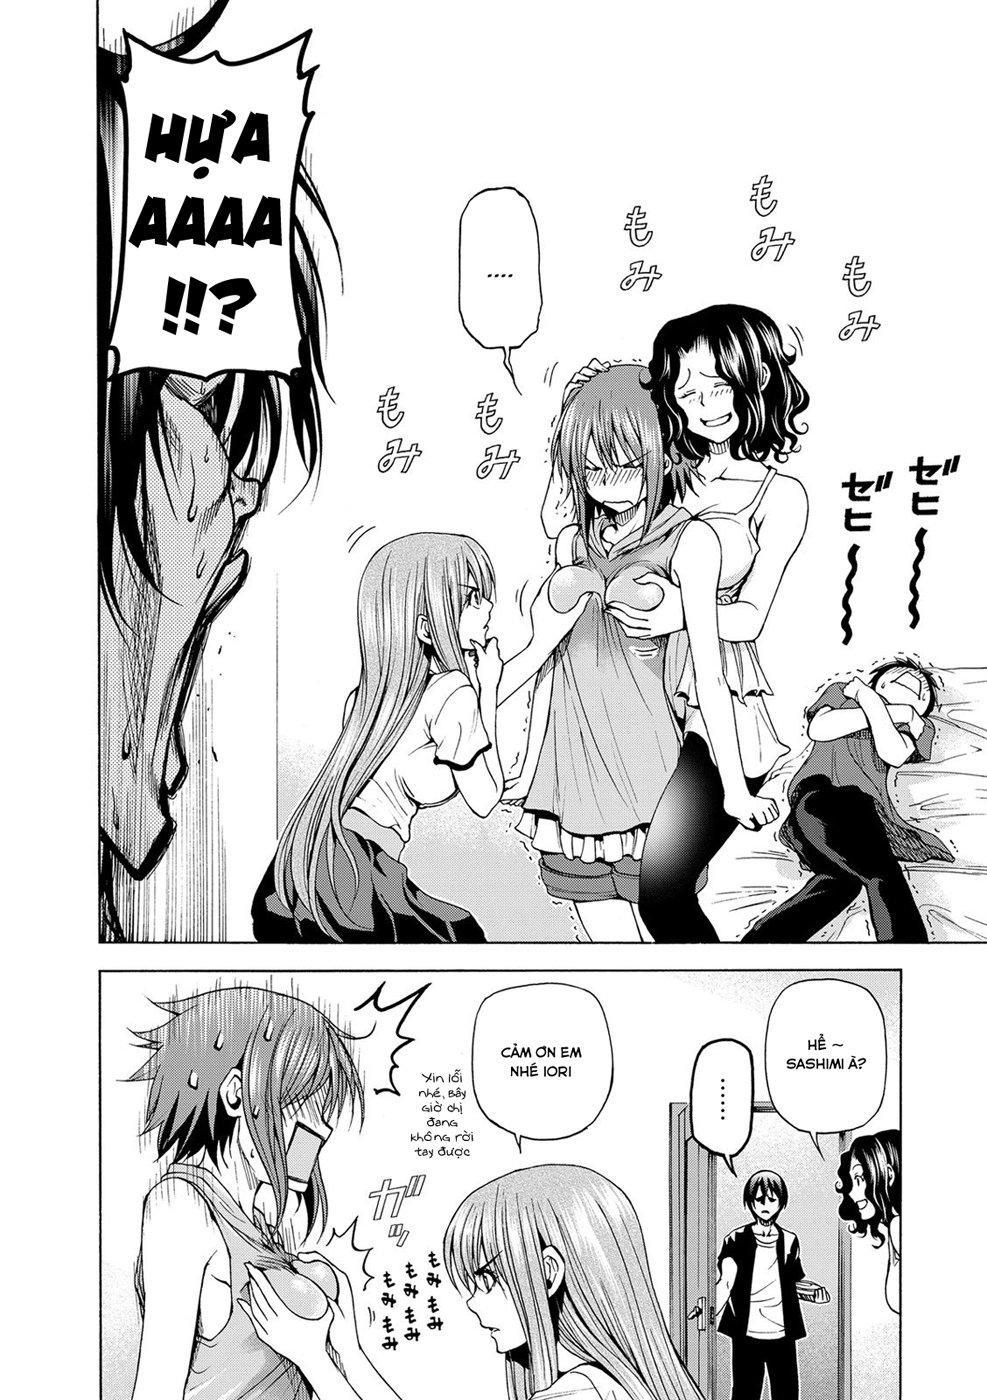 HỰA
AAAA
!!?
....
もみ
もみ
もみ
もみ
もみ
ゼヒ〜
ゼヒ〜
HỂ ~
SASHIMI À?
......
CẢM ƠN EM
NHÉ IORI
Xin lỗi
nhé, Bây
giờ chị
đang
không rời
tay được
ガッ
もみもみ
もみもみ
もみもみ